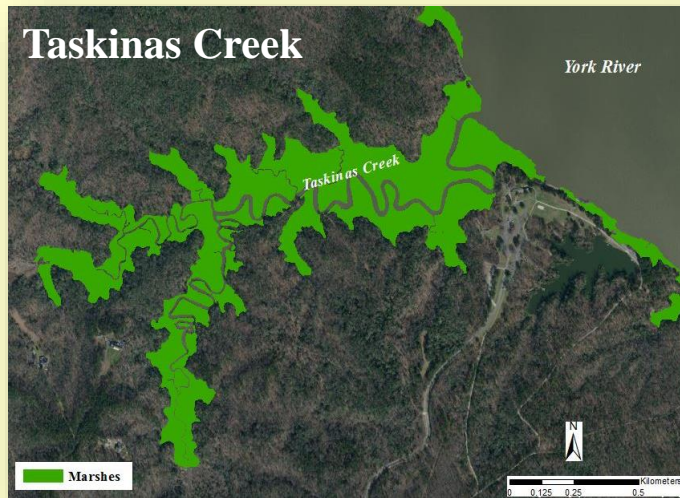 Taskinas Creek
York River
Taskinas Creek
N
Marshes
Kilometers
0 0.125 0.25 0.5